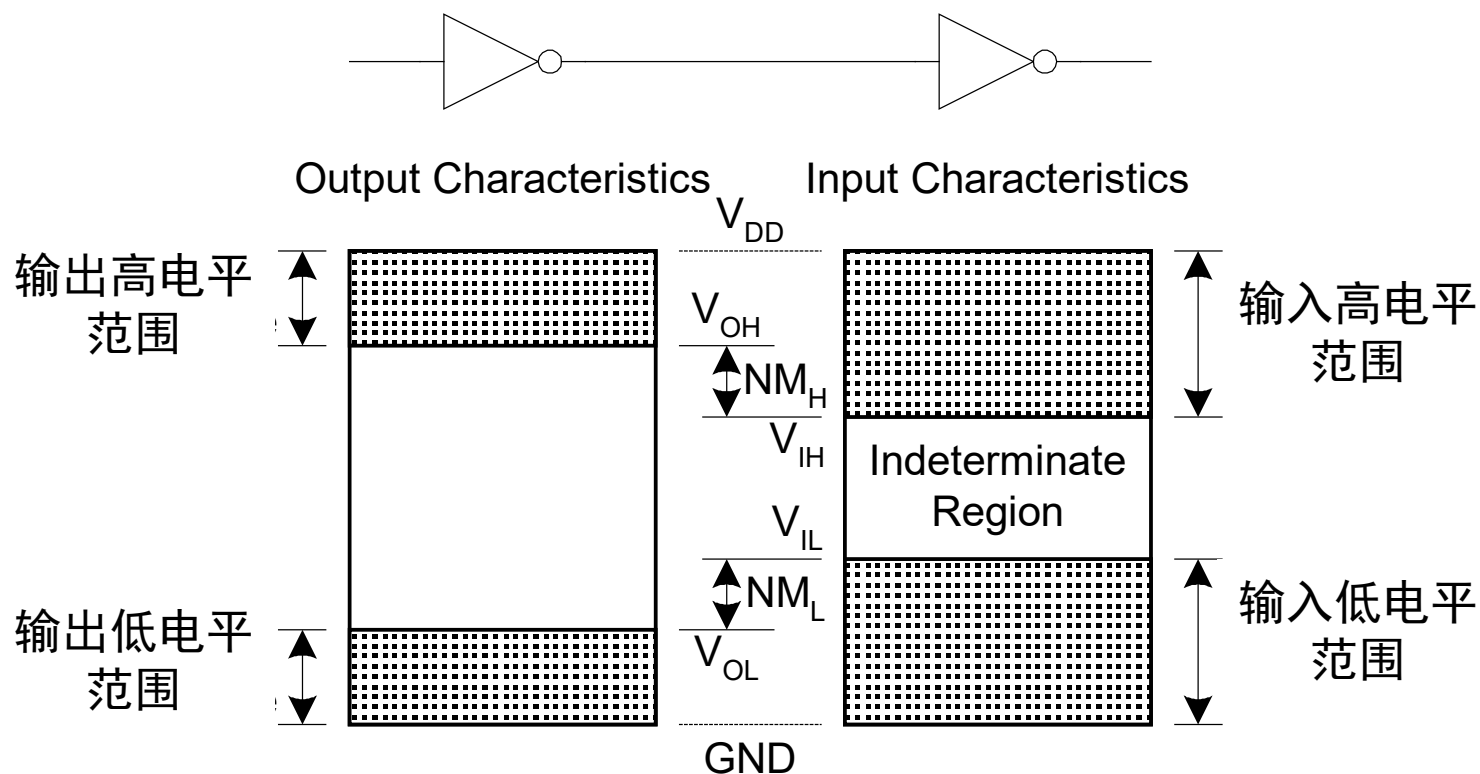 Output Characteristics
Input Characteristics
V_DD
输出高电平
范围
V_OH
NM_H
V_IH
输入高电平
范围
Indeterminate
Region
V_IL
NM_L
V_OL
输出低电平
范围
输入低电平
范围
GND